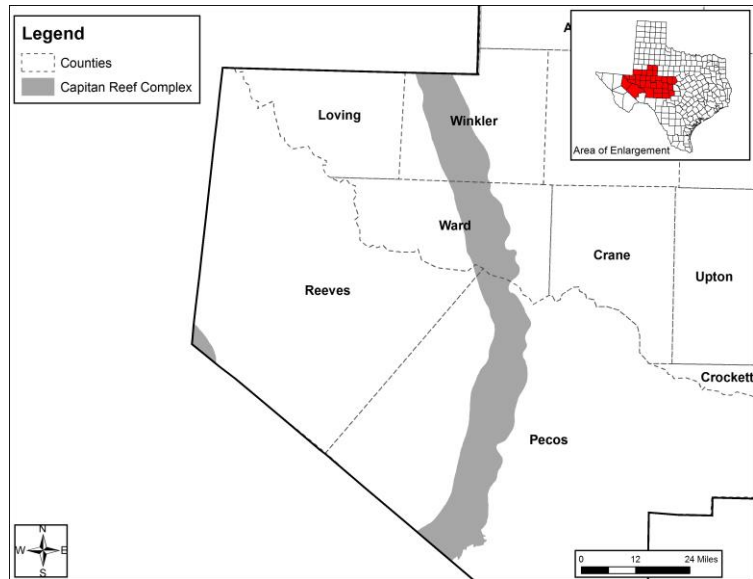 Legend
Counties
Capitan Reef Complex
A
Area of Enlargement
Loving
Winkler
Ward
Crane
Upton
Reeves
Crockett
Pecos
N
W E
S
0 12 24 Miles